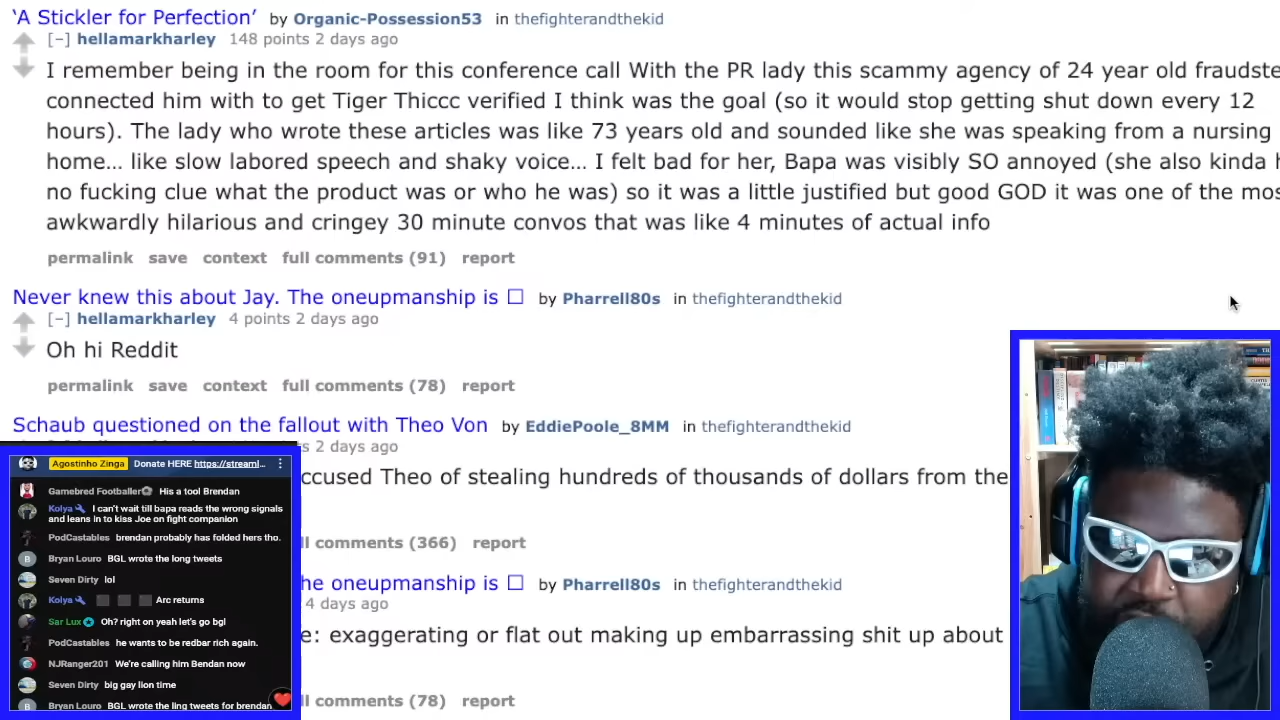 ‘A Stickler for Perfection’ by Organic-Possession53 in thefighterandthekid
[–] hellamarkharley 148 points 2 days ago
I remember being in the room for this conference call With the PR lady this scammy agency of 24 year old
connected him with to get Tiger Thiccc verified I think was the goal (so it would stop getting shut down every 12
hours). The lady who wrote these articles was like 73 years old and sounded like she was speaking from a nursing
home… like slow labored speech and shaky voice… I felt bad for her, Bapa was visibly SO annoyed (she also kinda
no fucking clue what the product was or who he was) so it was a little justified but good GOD it was one of the
awkwardly hilarious and cringey 30 minute convos that was like 4 minutes of actual info
permalink save context full comments (91) report
Never knew this about Jay. The oneupmanship is □ by Pharrell80s in thefighterandthekid
[–] hellamarkharley 4 points 2 days ago
Oh hi Reddit
permalink save context full comments (78) report
Schaub questioned on the fallout with Theo Von by EddiePoole_8MM in thefighterandthekid
2 days ago
Theo of stealing hundreds of thousands of dollars from the
comments (366) report
oneupmanship is □ by Pharrell80s in thefighterandthekid
4 days ago
exaggerating or flat out making up embarrassing shit up about
comments (78) report
Agostinho Zinga Donate HERE https://streaml...
Gamebred Footballer His a tool Brendan
Kolya I can't wait till bapa reads the wrong signals
and leans in to kiss Joe on fight companion
PodCastables brendan probably has folded hers tho.
Bryan Louro BGL wrote the long tweets
Seven Dirty lol
Kolya Arc returns
Sar Lux Oh? right on yeah let's go bgl
PodCastables he wants to be redbar rich again.
NJRanger201 We're calling him Bendan now
Seven Dirty big gay lion time
Bryan Louro BGL wrote the ling tweets for brendan